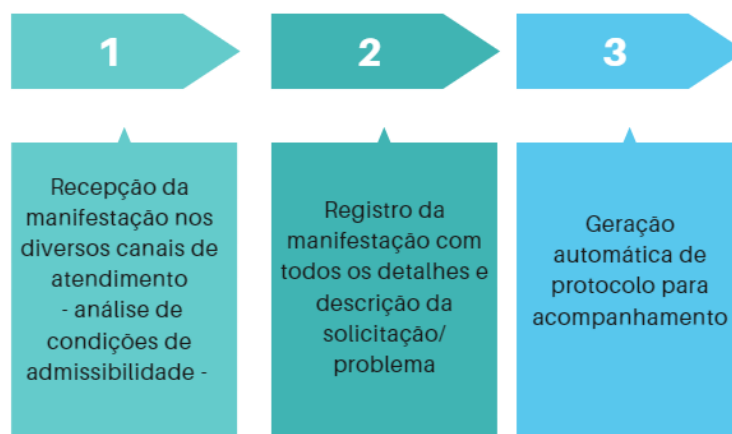 1
2
3
Recepção da
manifestação nos
diversos canais de
atendimento
- análise de
condições de
admissibilidade -
Registro da
manifestação com
todos os detalhes e
descrição da
solicitação/
problema
Geração
automática de
protocolo para
acompanhamento